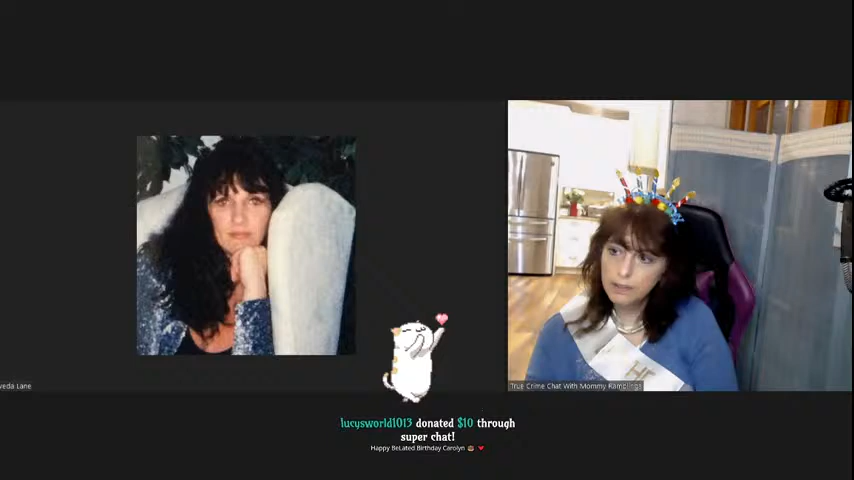 veda Lane
True Crime Chat With Mommy Ramblings
lucysworld1013 donated $10 through
super chat!
Happy BeLated Birthday Carolyn